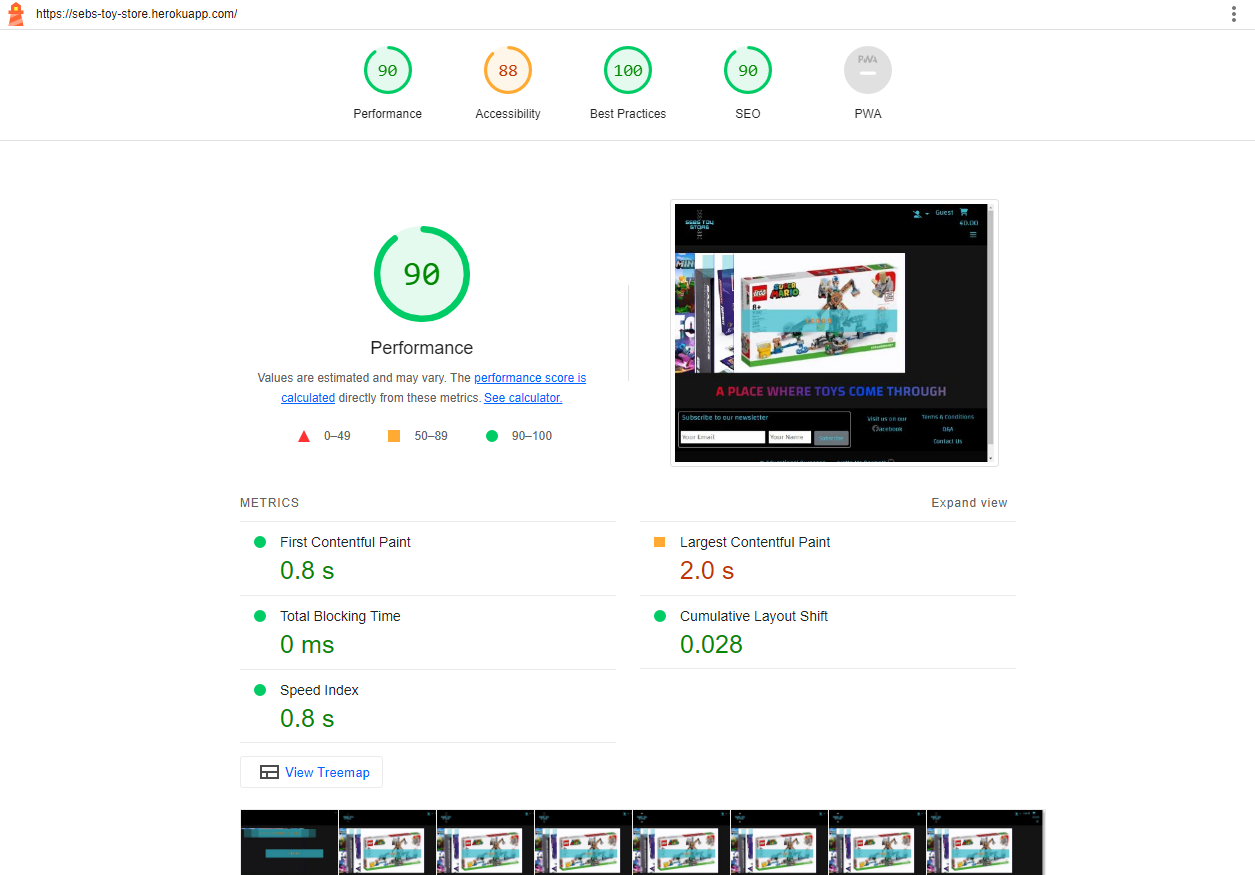 https://sebs-toy-store.herokuapp.com/
90
88
100
90
PWA
Performance
Accessibility
Best Practices
SEO
PWA
90
Performance
Values are estimated and may vary. The performance score is
calculated directly from these metrics. See calculator.
0–49
50–89
90–100
SEBS TOY
STORE
Guest
€0.00
LEGO
SUPER
MARIO
8+
A PLACE WHERE TOYS COME THROUGH
Subscribe to our newsletter
Your Email
Your Name
Subscribe
Visit us on our
facebook
Terms & Conditions
Q&A
Contact Us
METRICS
Expand view
First Contentful Paint
0.8 s
Largest Contentful Paint
2.0 s
Total Blocking Time
0 ms
Cumulative Layout Shift
0.028
Speed Index
0.8 s
View Treemap